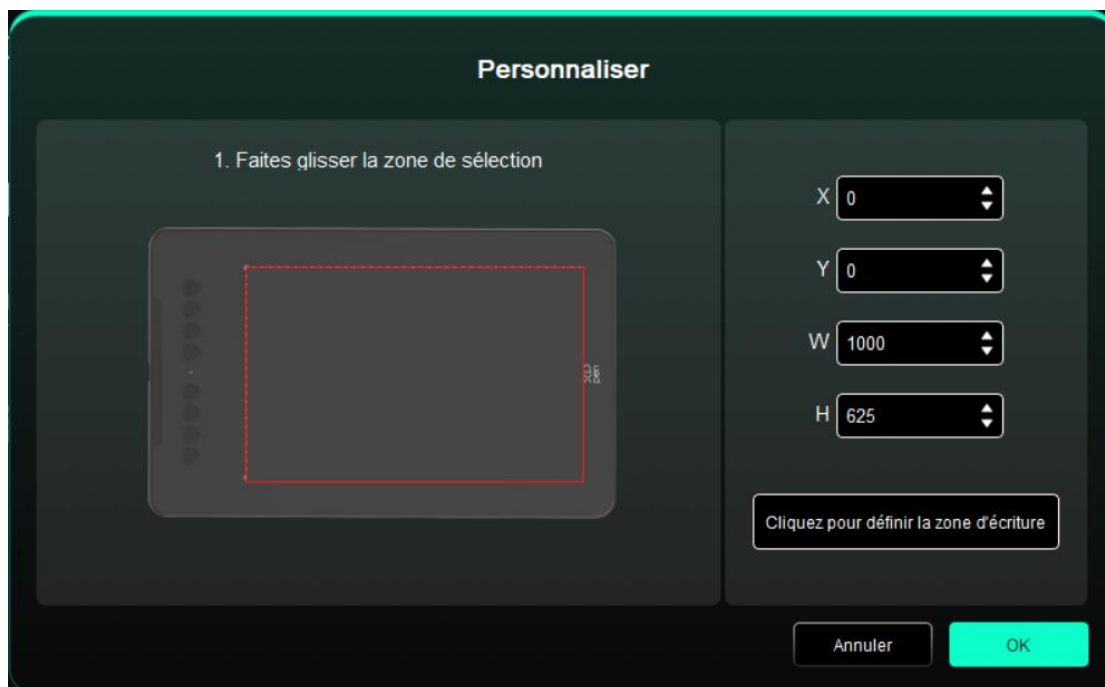 Personnaliser
1. Faites glisser la zone de sélection
X 0
Y 0
W 1000
H 625
Cliquez pour définir la zone d'écriture
Annuler
OK